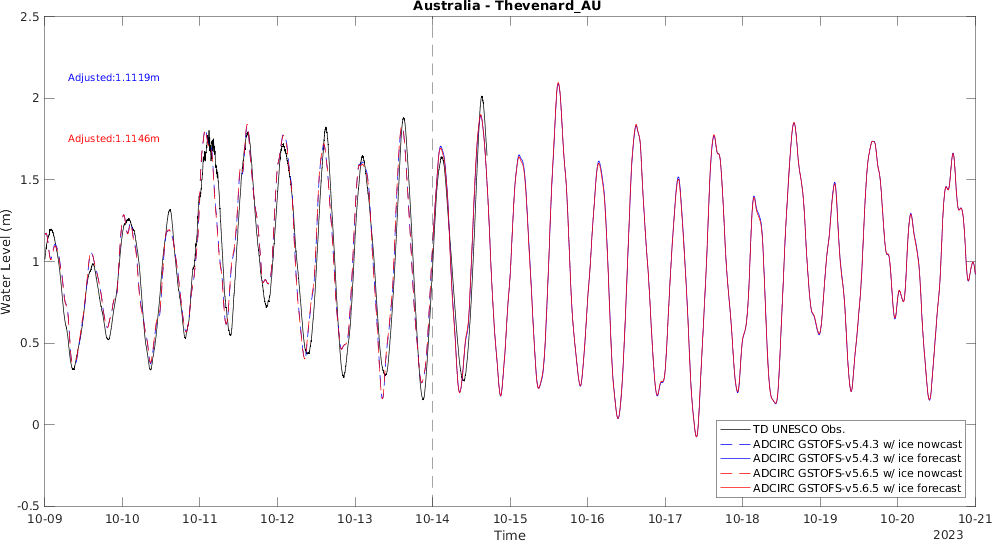 Australia - Thevenard_AU
2.5
2
1.5
1
0.5
0
-0.5
Water Level (m)
Adjusted:1.1119m
Adjusted:1.1146m
TD UNESCO Obs.
ADCIRC GSTOFS-v5.4.3 w/ ice nowcast
ADCIRC GSTOFS-v5.4.3 w/ ice forecast
ADCIRC GSTOFS-v5.6.5 w/ ice nowcast
ADCIRC GSTOFS-v5.6.5 w/ ice forecast
10-09 10-10 10-11 10-12 10-13 10-14 10-15 10-16 10-17 10-18 10-19 10-20 10-21
Time
2023